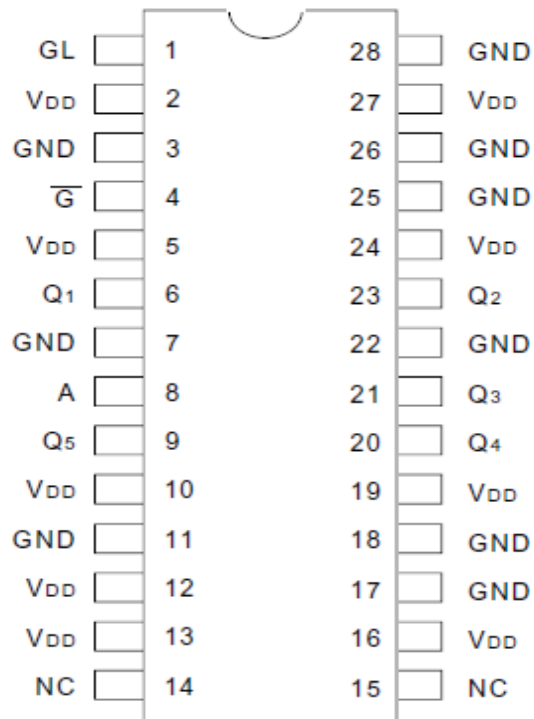 GL 1 28 GND
VDD 2 27 VDD
GND 3 26 GND
G̅ 4 25 GND
VDD 5 24 VDD
Q1 6 23 Q2
GND 7 22 GND
A 8 21 Q3
Q5 9 20 Q4
VDD 10 19 VDD
GND 11 18 GND
VDD 12 17 GND
VDD 13 16 VDD
NC 14 15 NC